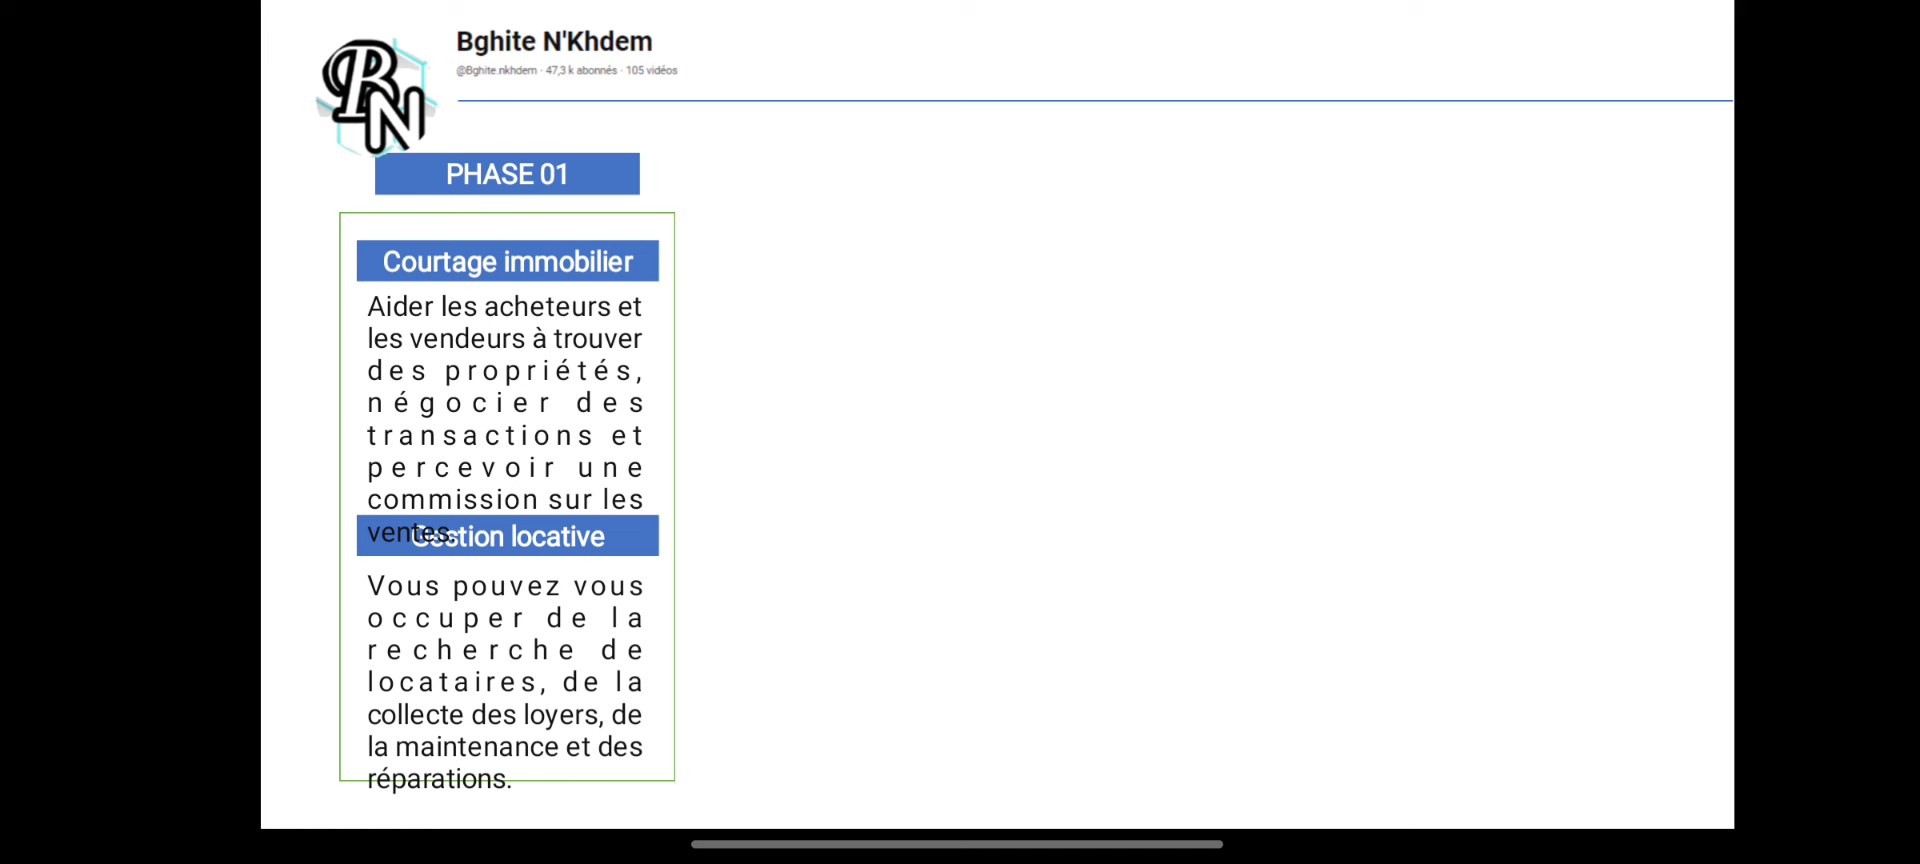 BN
Bghite N'Khdem
@Bghite.nkhdem · 47,3 k abonnés · 105 vidéos
PHASE 01
Courtage immobilier
Aider les acheteurs et
les vendeurs à trouver
des propriétés,
négocier des
transactions et
percevoir une
commission sur les
ventes.
Gestion locative
Vous pouvez vous
occuper de la
recherche de
locataires, de la
collecte des loyers, de
la maintenance et des
réparations.